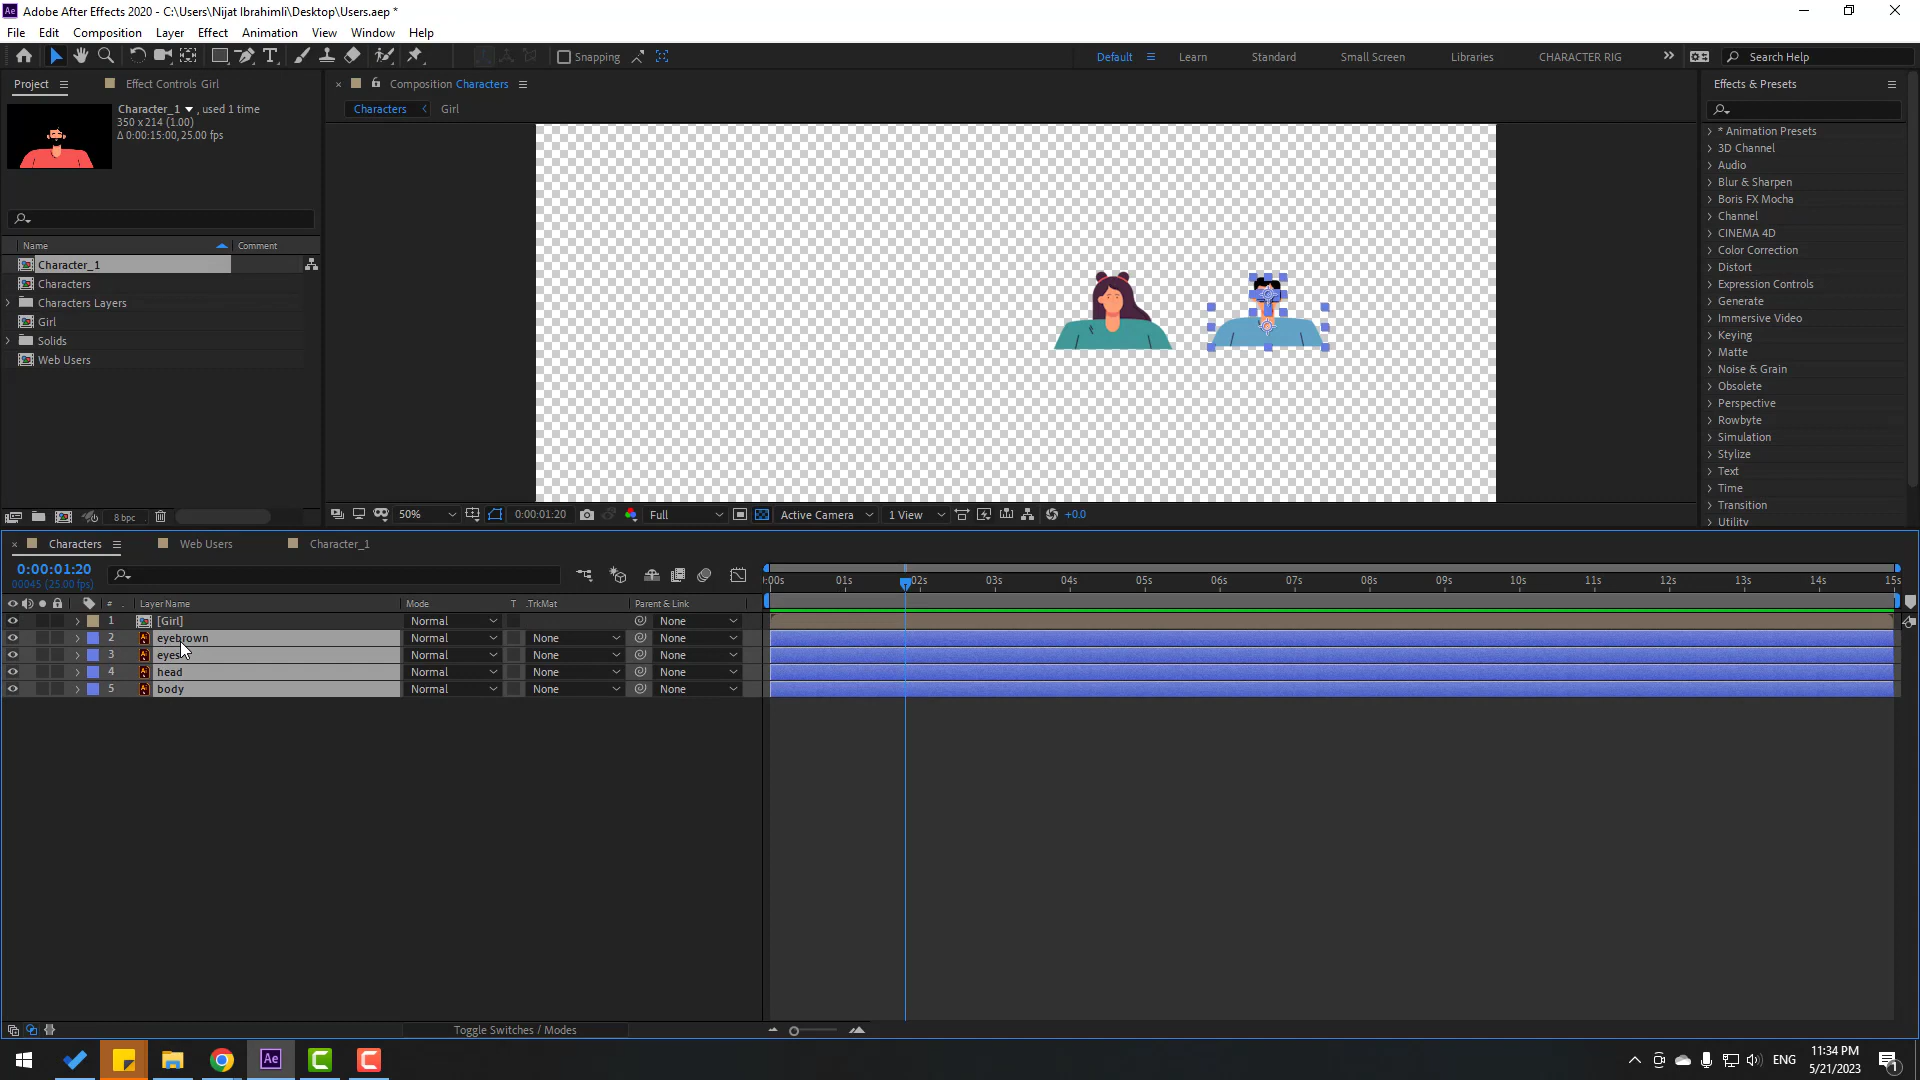 Adobe After Effects 2020 - C:\Users\Nijat Ibrahimli\Desktop\Users.aep *
File Edit Composition Layer Effect Animation View Window Help
Snapping
Default Learn Standard Small Screen Libraries CHARACTER RIG Search Help
Project Effect Controls Girl
Composition Characters
Effects & Presets
Character_1 , used 1 time
350 x 214 (1.00)
Δ 0:00:15:00, 25.00 fps
Characters Girl
Name Comment
Character_1
Characters
Characters Layers
Girl
Solids
Web Users
8 bpc
* Animation Presets
3D Channel
Audio
Blur & Sharpen
Boris FX Mocha
Channel
CINEMA 4D
Color Correction
Distort
Expression Controls
Generate
Immersive Video
Keying
Matte
Noise & Grain
Obsolete
Perspective
Rowbyte
Simulation
Stylize
Text
Time
Transition
Utility
50% 0:00:01:20 Full Active Camera 1 View +0.0
Characters Web Users Character_1
0:00:01:20
00045 (25.00 fps)
:00s 01s 02s 03s 04s 05s 06s 07s 08s 09s 10s 11s 12s 13s 14s 15s
# Layer Name Mode T .TrkMat Parent & Link
1 [Girl] Normal None
2 eyebrown Normal None None
3 eyes Normal None None
4 head Normal None None
5 body Normal None None
Toggle Switches / Modes
ENG
11:34 PM
5/21/2023
1